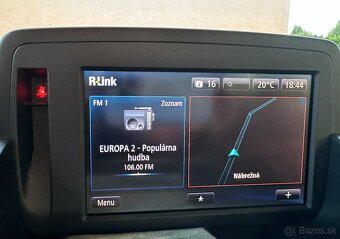 R-Link
16
20°C
18:44
FM 1
Zoznam
EUROPA 2 - Populárna
hudba
106.00 FM
Nábrežná
Menu
Bazos.sk